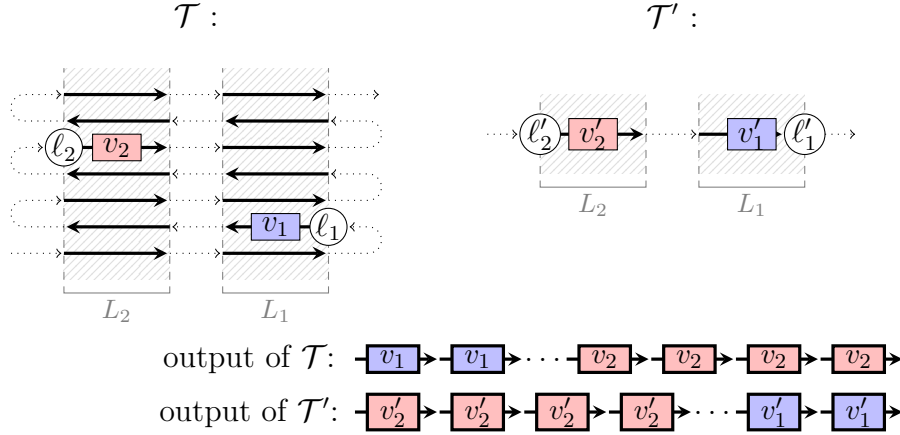 𝒯 : 𝒯′ :
ℓ₂ v₂ ℓ′₂ v′₂ v′₁ ℓ′₁
L₂ L₁
v₁ ℓ₁
L₂ L₁
output of 𝒯: v₁ v₁ ··· v₂ v₂ v₂ v₂
output of 𝒯′: v′₂ v′₂ v′₂ v′₂ ··· v′₁ v′₁